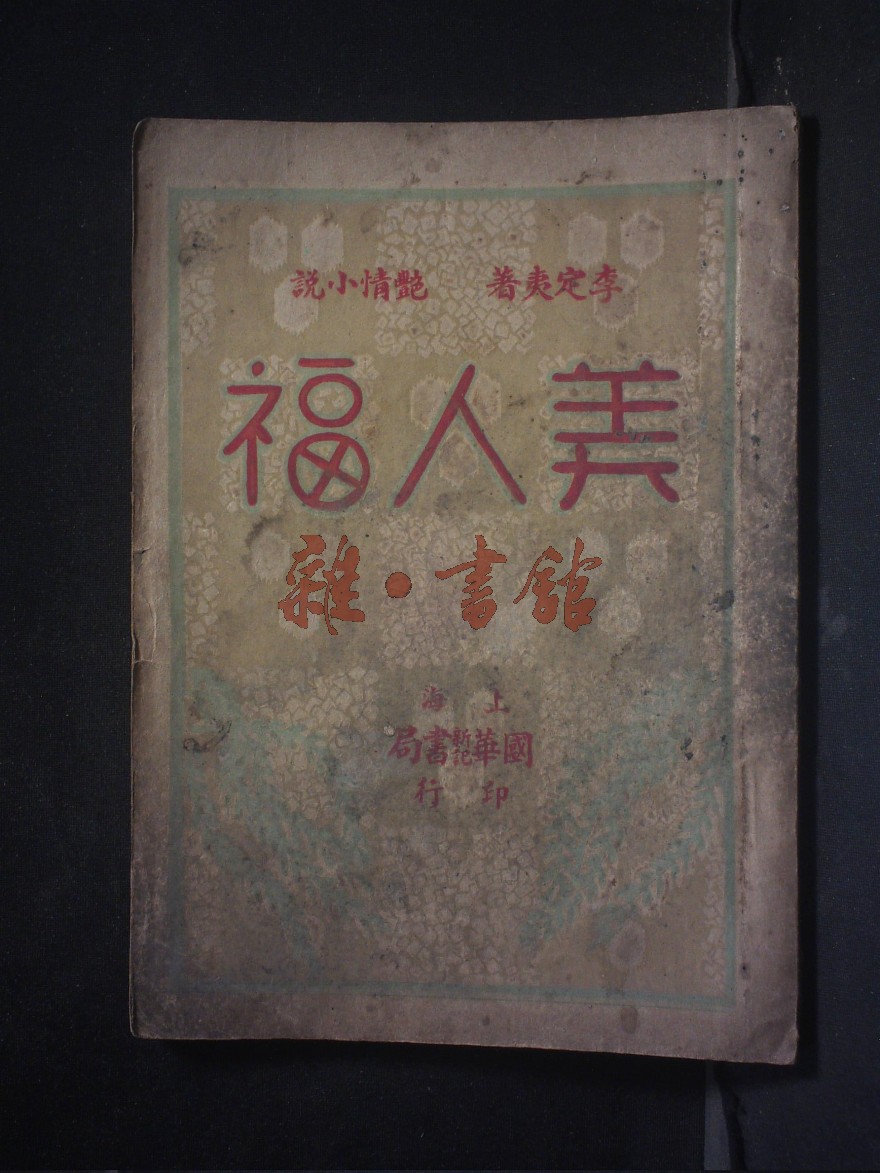 李定夷著 艷情小説
美人福
雜·書館
上海
國華新記書局
印行